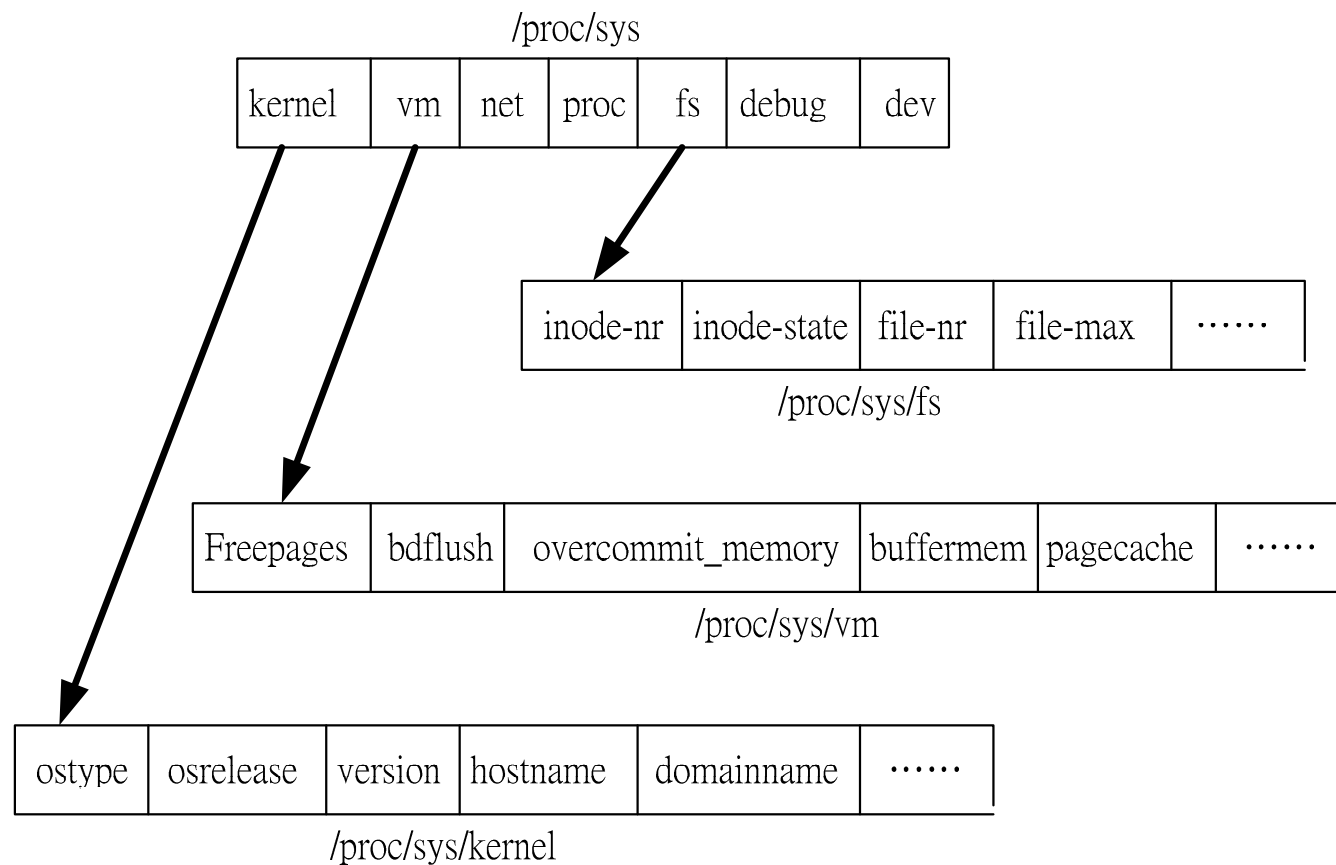 /proc/sys
kernel vm net proc fs debug dev
inode-nr inode-state file-nr file-max ······
/proc/sys/fs
Freepages bdflush overcommit_memory buffermem pagecache ······
/proc/sys/vm
ostype osrelease version hostname domainname ······
/proc/sys/kernel